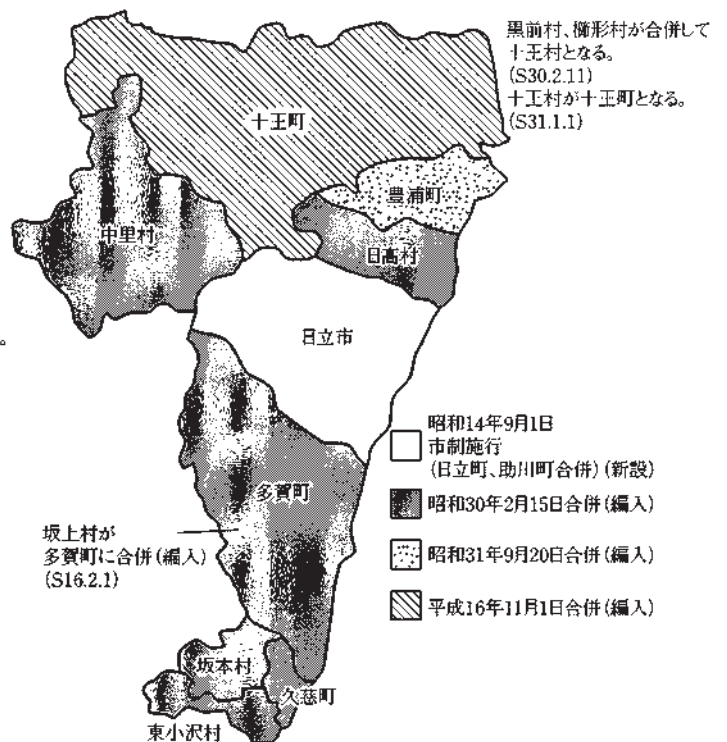 黒前村、櫛形村が合併して
十王村となる。
(S30.2.11)
十王村が十王町となる。
(S31.1.1)
十王町
豊浦町
中里村
日高村
。
日立市
昭和14年9月1日
市制施行
(日立町、助川町合併)(新設)
多賀町
昭和30年2月15日合併(編入)
坂上村が
多賀町に合併(編入)
(S16.2.1)
昭和31年9月20日合併(編入)
平成16年11月1日合併(編入)
坂本村
久慈町
東小沢村